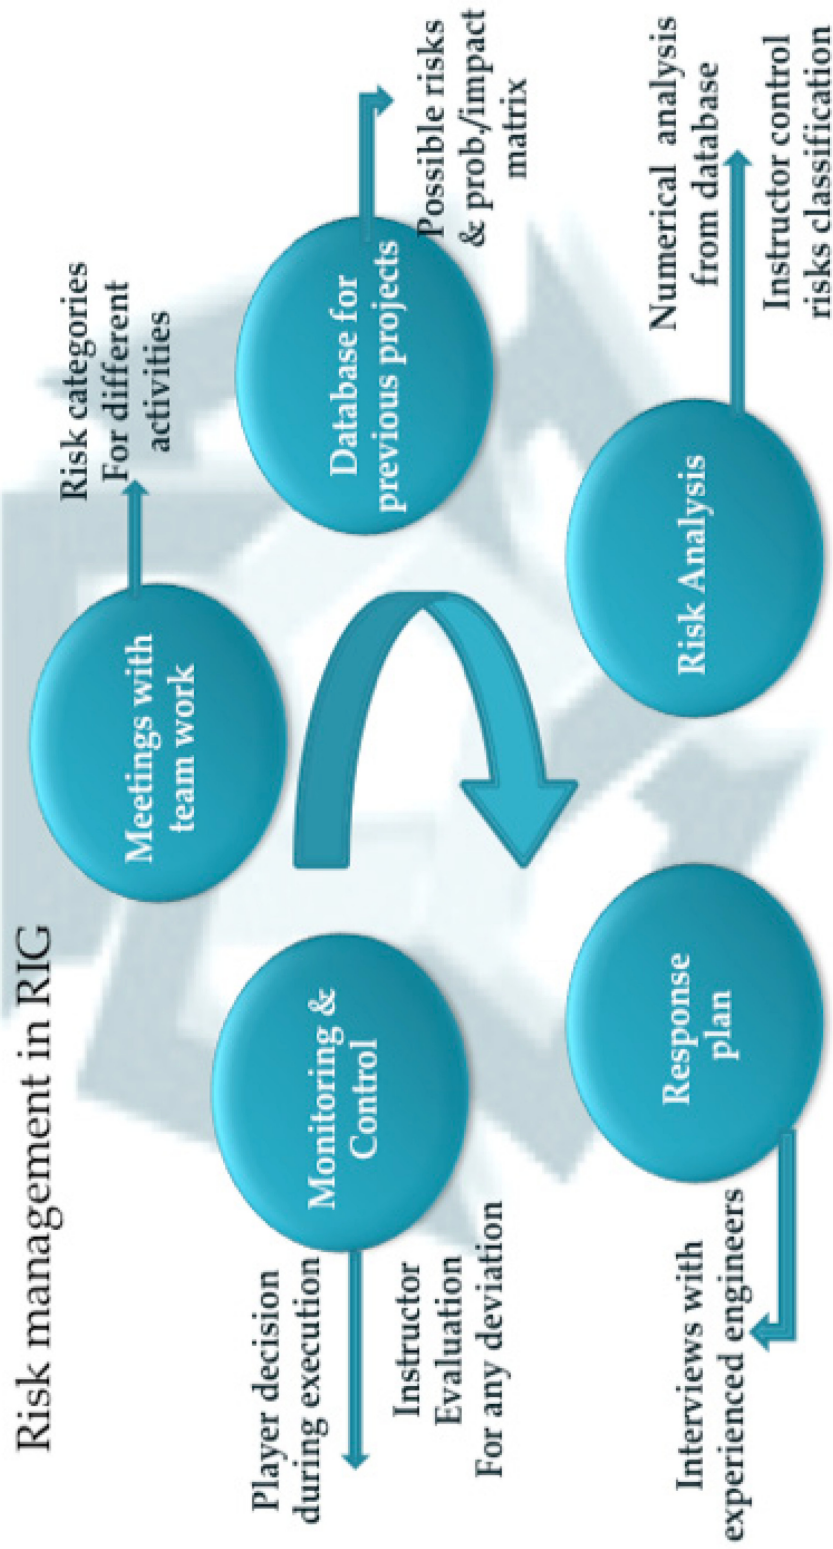 Risk management in RIG
Meetings with
team work
Risk categories
For different
activities
Database for
previous projects
Possible risks
& prob./impact
matrix
Risk Analysis
Numerical analysis
from database
Instructor control
risks classification
Response
plan
Interviews with
experienced engineers
Monitoring &
Control
Player decision
during execution
Instructor
Evaluation
For any deviation